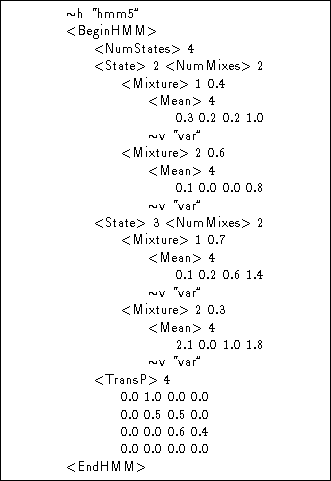 ~h "hmm5"
<BeginHMM>
<NumStates> 4
<State> 2 <NumMixes> 2
<Mixture> 1 0.4
<Mean> 4
0.3 0.2 0.2 1.0
~v "var"
<Mixture> 2 0.6
<Mean> 4
0.1 0.0 0.0 0.8
~v "var"
<State> 3 <NumMixes> 2
<Mixture> 1 0.7
<Mean> 4
0.1 0.2 0.6 1.4
~v "var"
<Mixture> 2 0.3
<Mean> 4
2.1 0.0 1.0 1.8
~v "var"
<TransP> 4
0.0 1.0 0.0 0.0
0.0 0.5 0.5 0.0
0.0 0.0 0.6 0.4
0.0 0.0 0.0 0.0
<EndHMM>